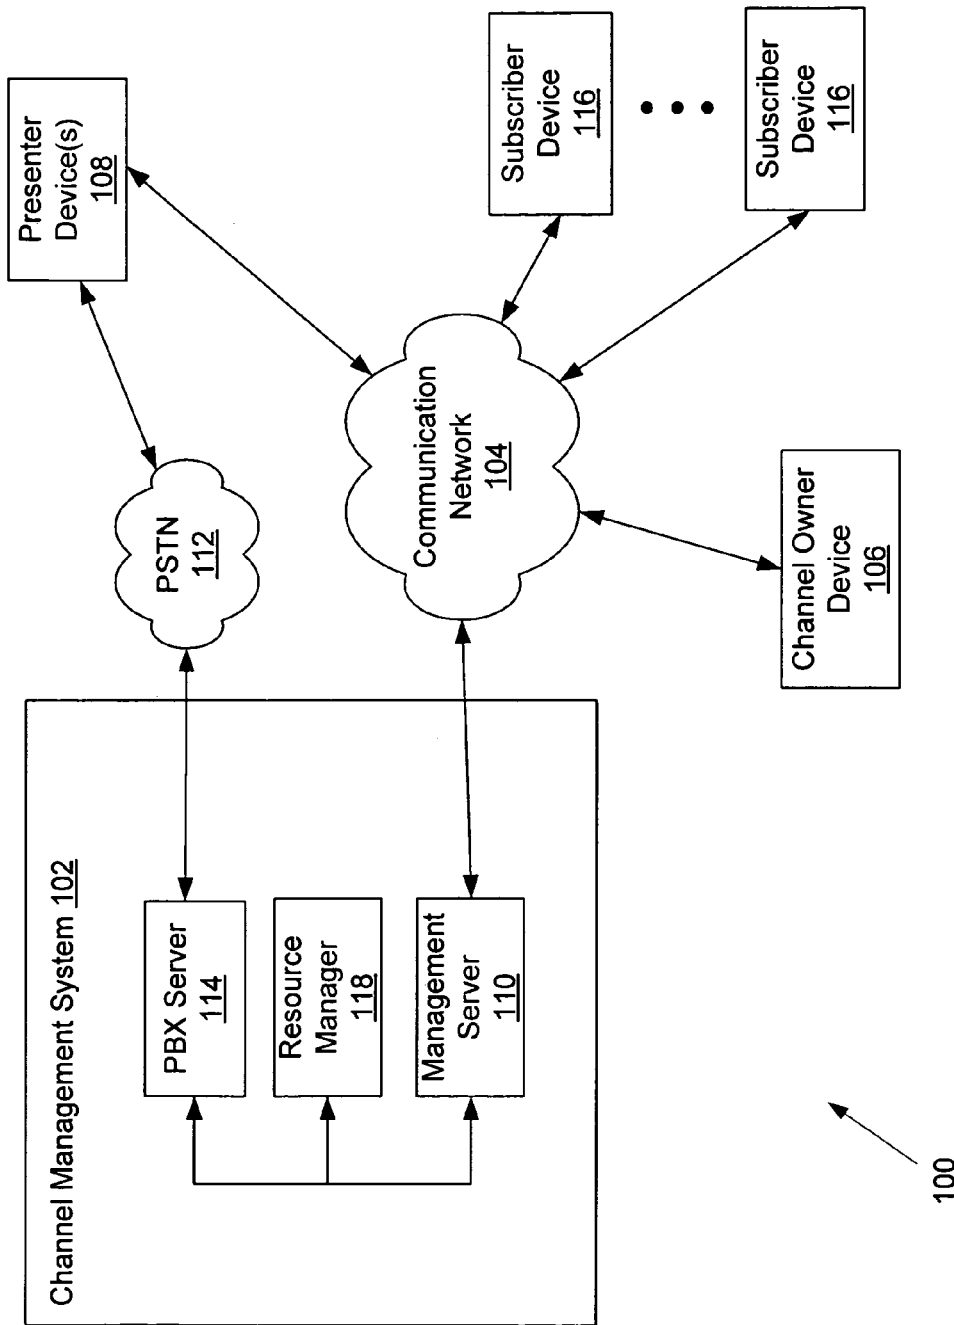 Channel Management System 102
PBX Server
114
Resource
Manager
118
Management
Server
110
PSTN
112
Presenter
Device(s)
108
Communication
Network
104
Subscriber
Device
116
Subscriber
Device
116
Channel Owner
Device
106
100